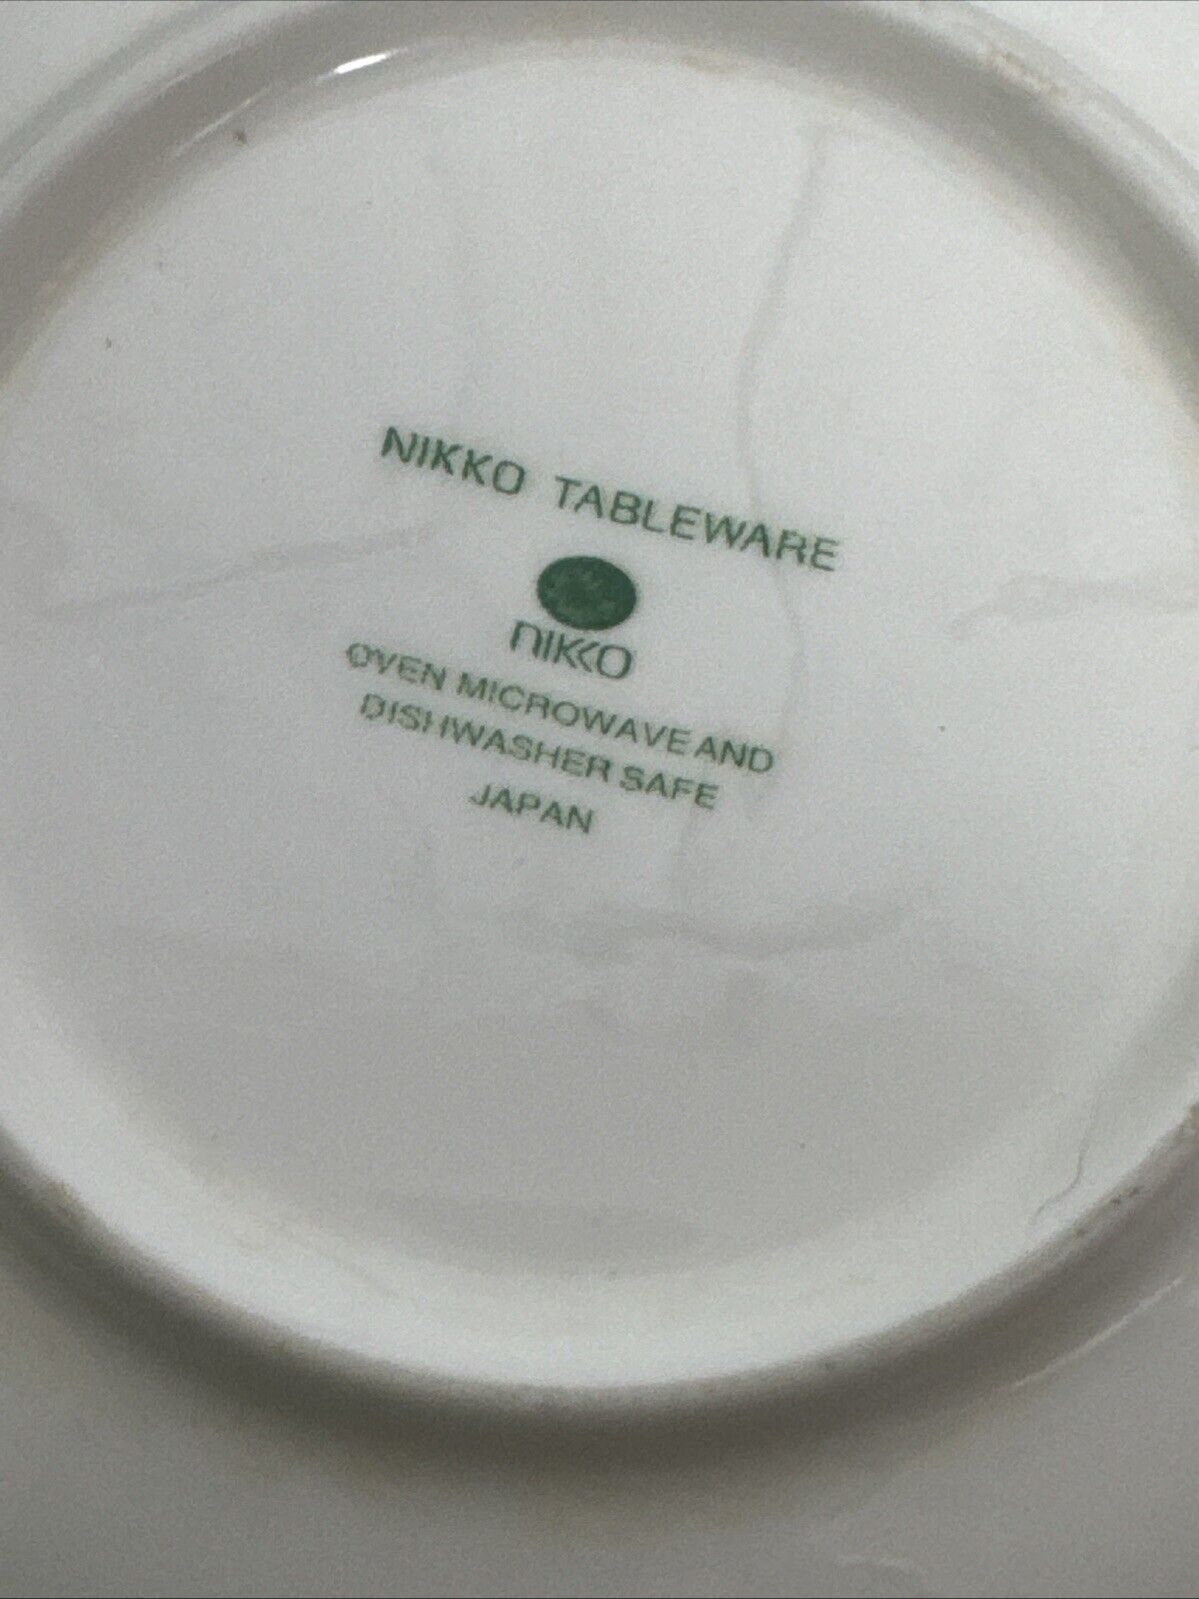 NIKKO TABLEWARE
nikko
OVEN MICROWAVE AND
DISHWASHER SAFE
JAPAN